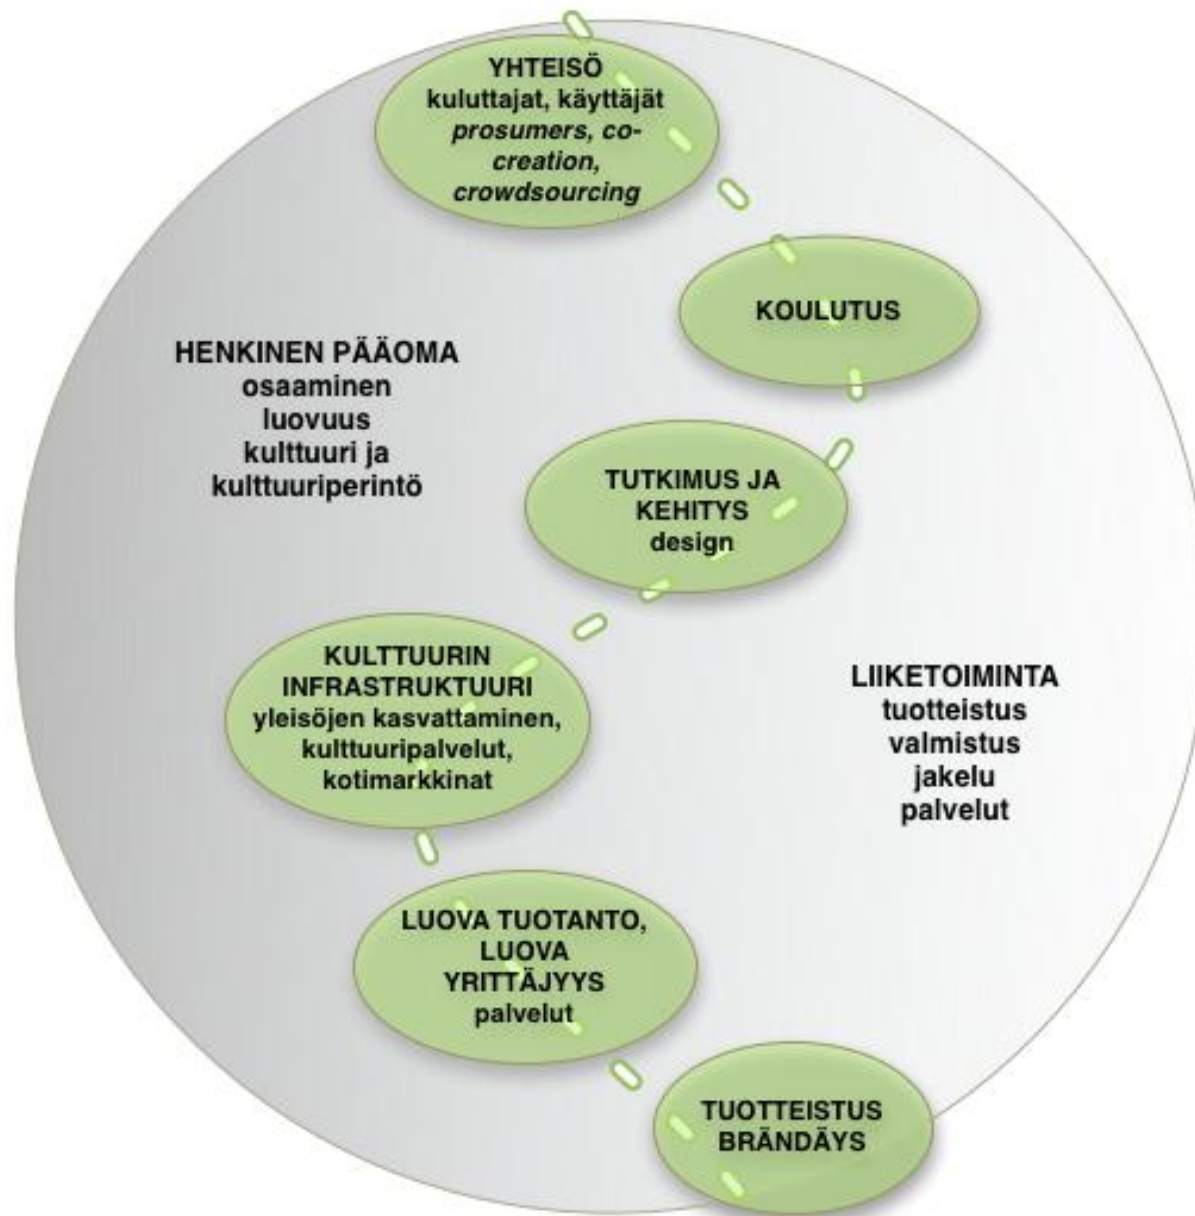 YHTEISÖ
kuluttajat, käyttäjät
prosumers, co-
creation,
crowdsourcing
KOULUTUS
HENKINEN PÄÄOMA
osaaminen
luovuus
kulttuuri ja
kulttuuriperintö
TUTKIMUS JA
KEHITYS
design
KULTTUURIN
INFRASTRUKTUURI
yleisöjen kasvattaminen,
kulttuuripalvelut,
kotimarkkinat
LIIKETOIMINTA
tuotteistus
valmistus
jakelu
palvelut
LUOVA TUOTANTO,
LUOVA
YRITTÄJYYS
palvelut
TUOTTEISTUS
BRÄNDÄYS